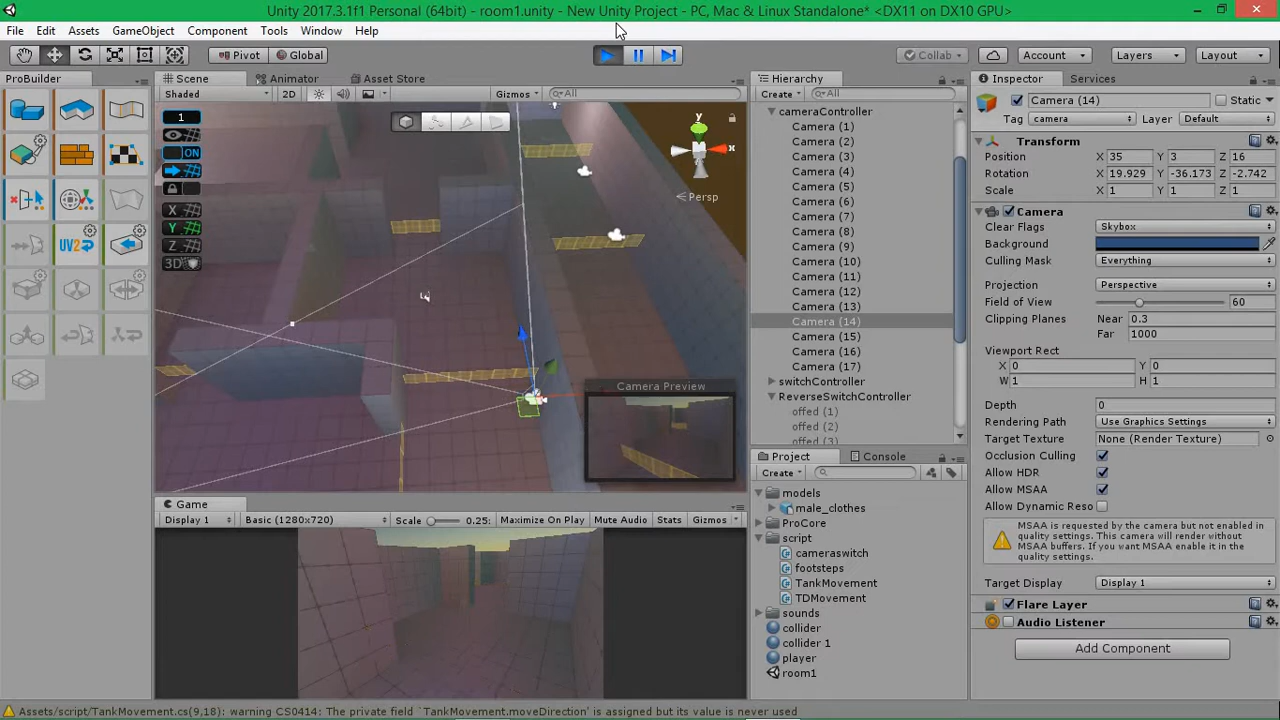 Unity 2017.3.1f1 Personal (64bit) - room1.unity - New Unity Project - PC, Mac & Linux Standalone* <DX11 on DX10 GPU>
File Edit Assets GameObject Component Tools Window Help
Pivot Global Collab Account Layers Layout
ProBuilder
Scene Animator Asset Store
Shaded 2D Gizmos All
1
ON
X
Y
Z
3D
UV2
y
x
Persp
Camera Preview
Game
Display 1 Basic (1280x720) Scale 0.25: Maximize On Play Mute Audio Stats Gizmos
Hierarchy
Create All
cameraController
Camera (1)
Camera (2)
Camera (3)
Camera (4)
Camera (5)
Camera (6)
Camera (7)
Camera (8)
Camera (9)
Camera (10)
Camera (11)
Camera (12)
Camera (13)
Camera (14)
Camera (15)
Camera (16)
Camera (17)
switchController
ReverseSwitchController
offed (1)
offed (2)
offed (3)
Project Console
Create
models
male_clothes
ProCore
script
cameraswitch
footsteps
TankMovement
TDMovement
sounds
collider
collider 1
player
room1
Inspector Services
Camera (14) Static
Tag camera Layer Default
Transform
Position X 35 Y 3 Z 16
Rotation X 19.929 Y -36.173 Z -2.742
Scale X 1 Y 1 Z 1
Camera
Clear Flags Skybox
Background
Culling Mask Everything
Projection Perspective
Field of View 60
Clipping Planes Near 0.3
Far 1000
Viewport Rect
X 0 Y 0
W 1 H 1
Depth 0
Rendering Path Use Graphics Settings
Target Texture None (Render Texture)
Occlusion Culling
Allow HDR
Allow MSAA
Allow Dynamic Reso
MSAA is requested by the camera but not enabled in
quality settings. This camera will render without
MSAA buffers. If you want MSAA enable it in the
quality settings.
Target Display Display 1
Flare Layer
Audio Listener
Add Component
Assets/script/TankMovement.cs(9,18): warning CS0414: The private field `TankMovement.moveDirection' is assigned but its value is never used